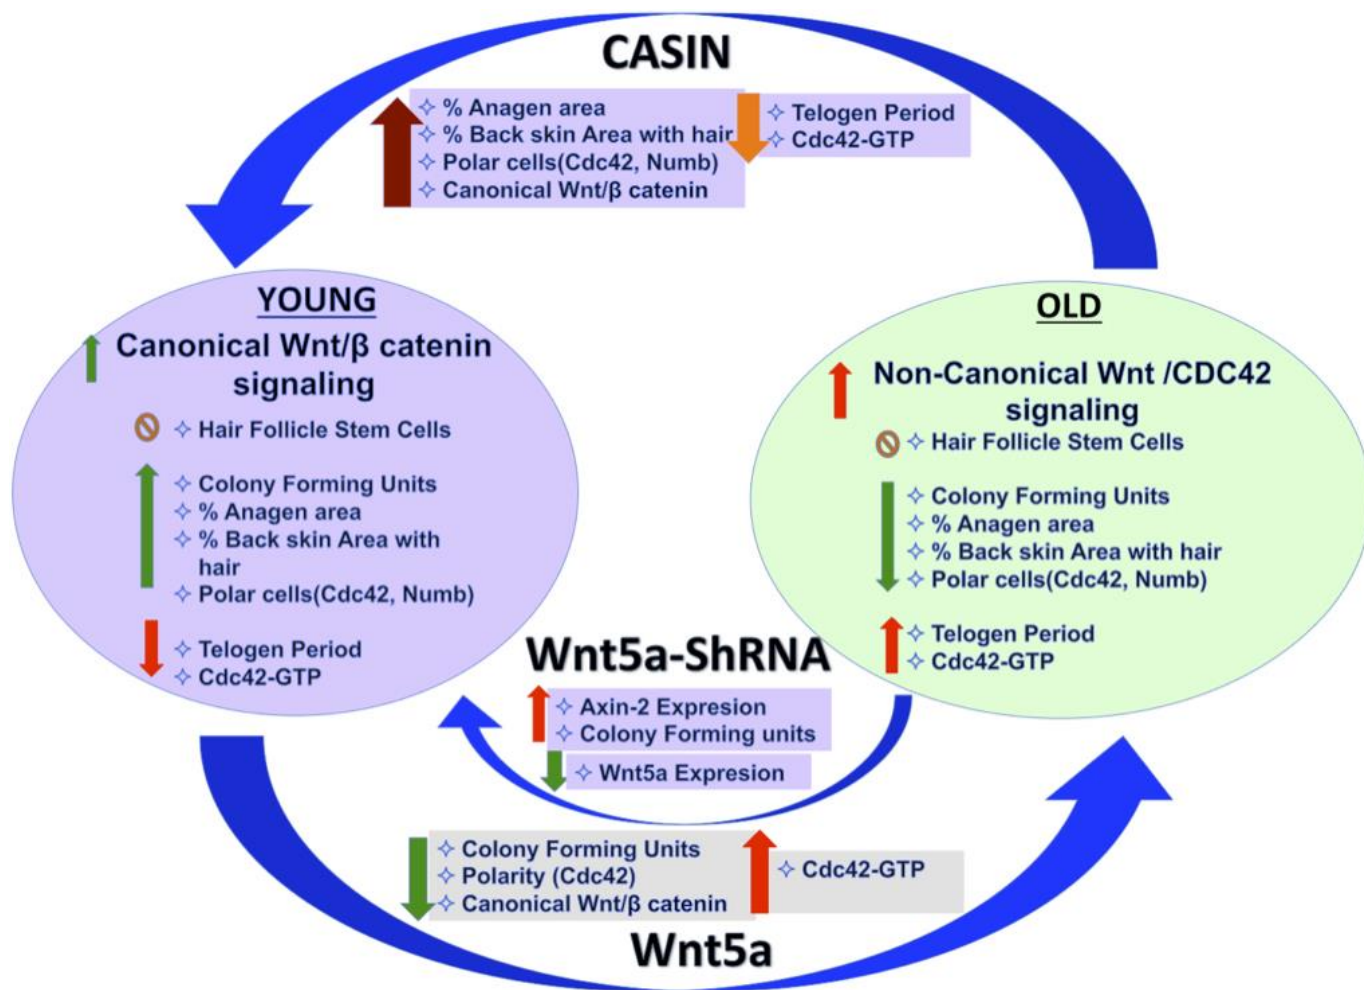 CASIN
✧ % Anagen area
✧ % Back skin Area with hair
✧ Polar cells(Cdc42, Numb)
✧ Canonical Wnt/β catenin
✧ Telogen Period
✧ Cdc42-GTP
YOUNG
Canonical Wnt/β catenin
signaling
✧ Hair Follicle Stem Cells
✧ Colony Forming Units
✧ % Anagen area
✧ % Back skin Area with
hair
✧ Polar cells(Cdc42, Numb)
✧ Telogen Period
✧ Cdc42-GTP
OLD
Non-Canonical Wnt /CDC42
signaling
✧ Hair Follicle Stem Cells
✧ Colony Forming Units
✧ % Anagen area
✧ % Back skin Area with hair
✧ Polar cells(Cdc42, Numb)
✧ Telogen Period
✧ Cdc42-GTP
Wnt5a-ShRNA
✧ Axin-2 Expresion
✧ Colony Forming units
✧ Wnt5a Expresion
✧ Colony Forming Units
✧ Polarity (Cdc42)
✧ Canonical Wnt/β catenin
✧ Cdc42-GTP
Wnt5a